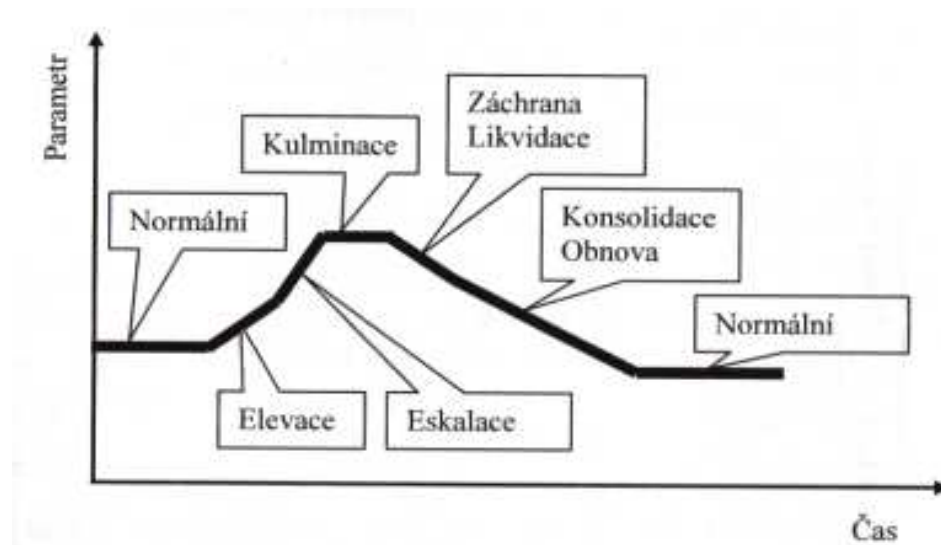 Parametr
Normální
Kulminace
Záchrana
Likvidace
Konsolidace
Obnova
Normální
Elevace
Eskalace
Čas